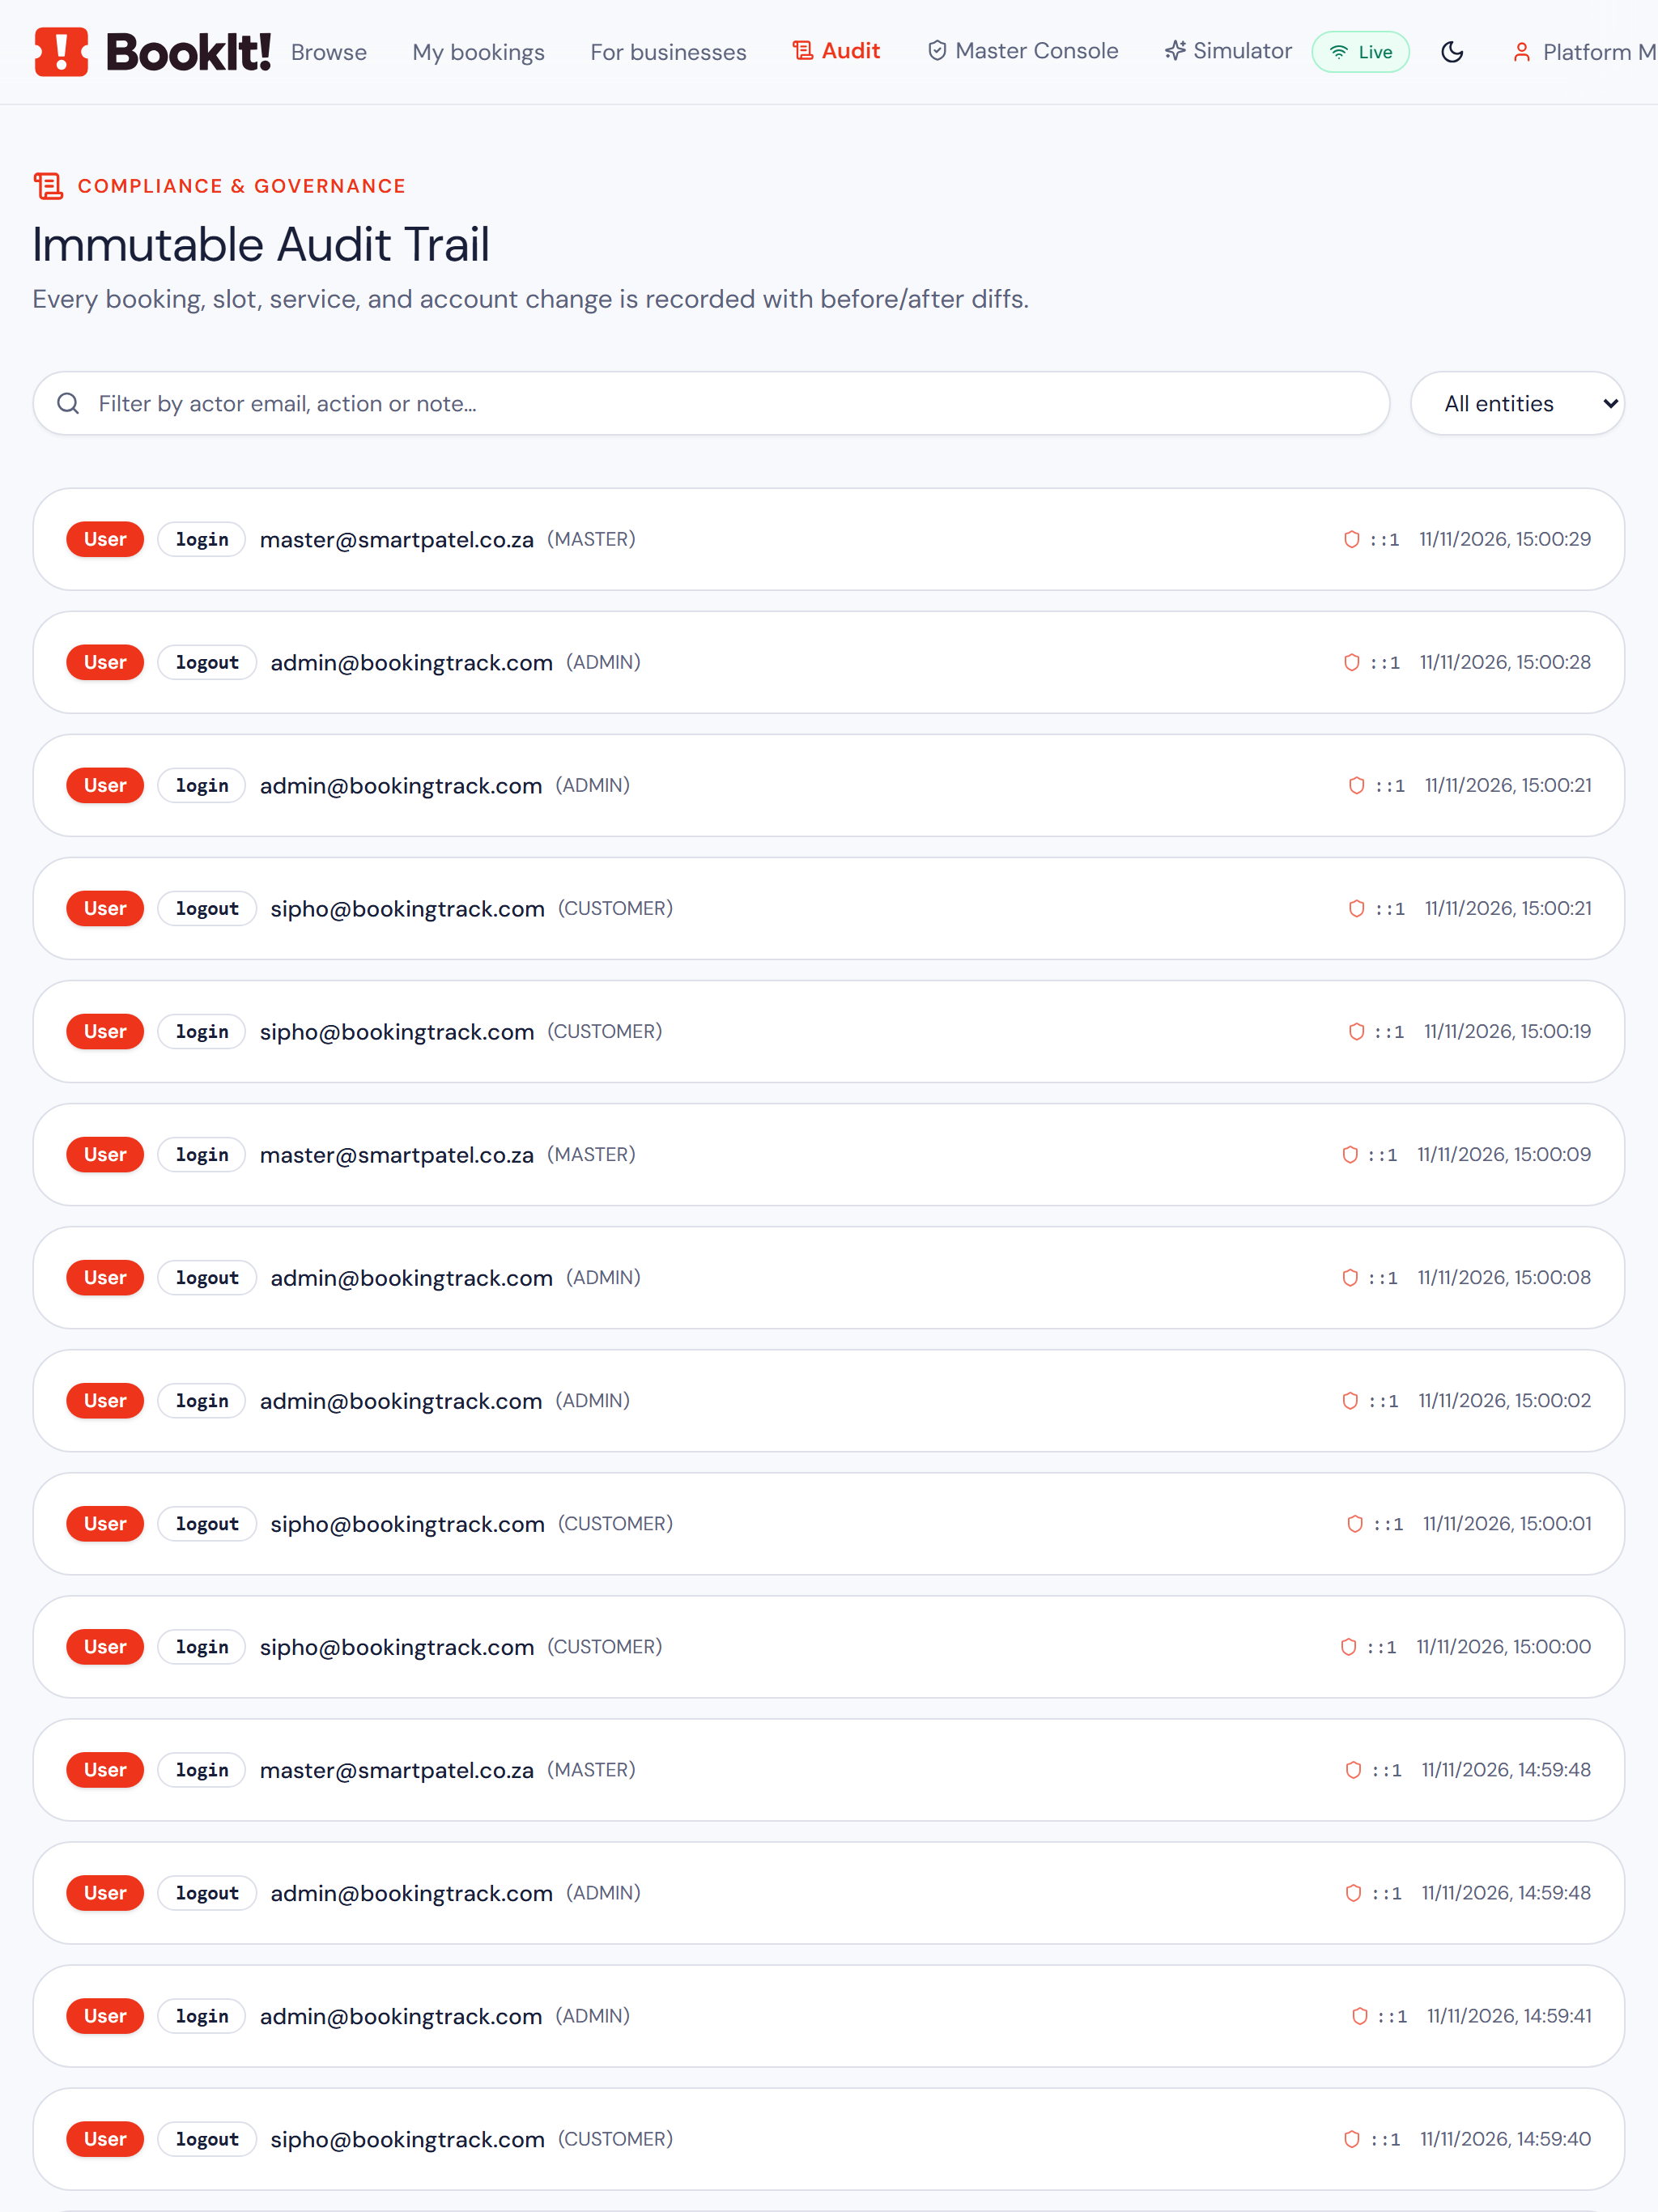 BookIt! Browse My bookings For businesses Audit Master Console Simulator Live Platform M
COMPLIANCE & GOVERNANCE
Immutable Audit Trail
Every booking, slot, service, and account change is recorded with before/after diffs.
Filter by actor email, action or note... All entities
User login master@smartpatel.co.za (MASTER) ::1 11/11/2026, 15:00:29
User logout admin@bookingtrack.com (ADMIN) ::1 11/11/2026, 15:00:28
User login admin@bookingtrack.com (ADMIN) ::1 11/11/2026, 15:00:21
User logout sipho@bookingtrack.com (CUSTOMER) ::1 11/11/2026, 15:00:21
User login sipho@bookingtrack.com (CUSTOMER) ::1 11/11/2026, 15:00:19
User login master@smartpatel.co.za (MASTER) ::1 11/11/2026, 15:00:09
User logout admin@bookingtrack.com (ADMIN) ::1 11/11/2026, 15:00:08
User login admin@bookingtrack.com (ADMIN) ::1 11/11/2026, 15:00:02
User logout sipho@bookingtrack.com (CUSTOMER) ::1 11/11/2026, 15:00:01
User login sipho@bookingtrack.com (CUSTOMER) ::1 11/11/2026, 15:00:00
User login master@smartpatel.co.za (MASTER) ::1 11/11/2026, 14:59:48
User logout admin@bookingtrack.com (ADMIN) ::1 11/11/2026, 14:59:48
User login admin@bookingtrack.com (ADMIN) ::1 11/11/2026, 14:59:41
User logout sipho@bookingtrack.com (CUSTOMER) ::1 11/11/2026, 14:59:40